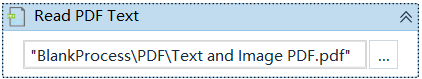 Read PDF Text
"BlankProcess\PDF\Text and Image PDF.pdf"
...